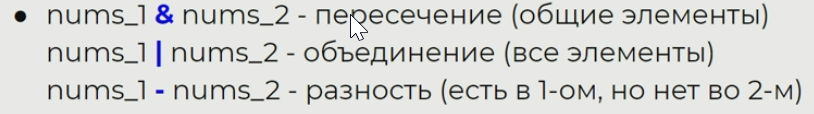 ● nums_1 & nums_2 - пересечение (общие элементы)
nums_1 | nums_2 - объединение (все элементы)
nums_1 - nums_2 - разность (есть в 1-ом, но нет во 2-м)